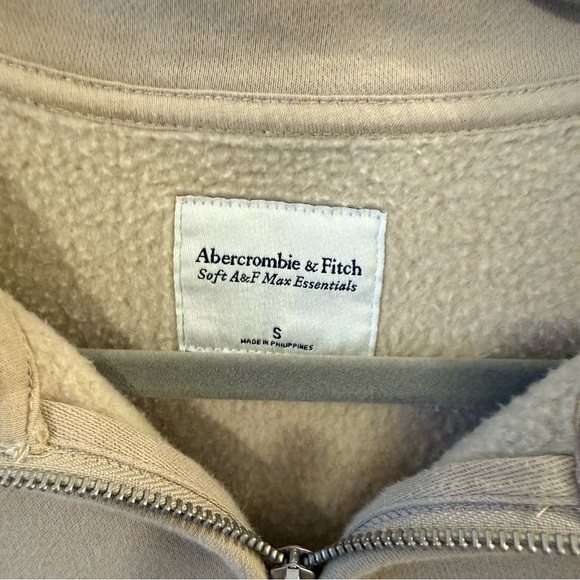 Abercrombie & Fitch
Soft A&F Max Essentials
S
MADE IN PHILIPPINES